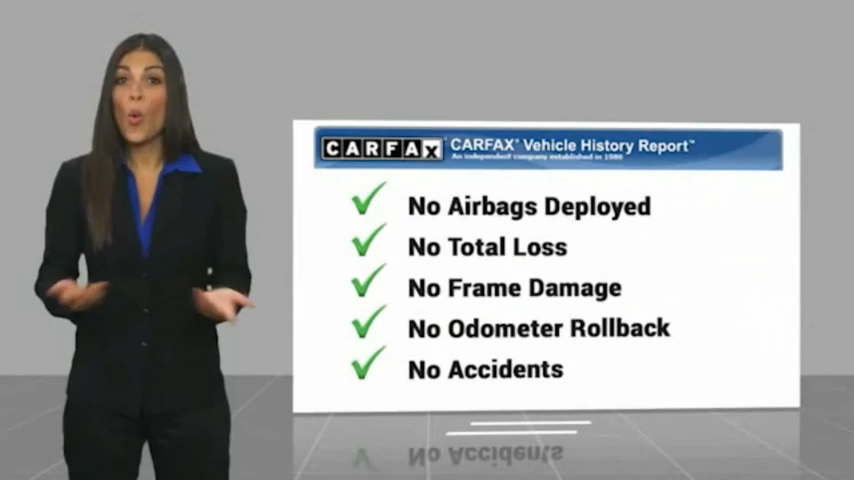 CARFAX CARFAX® Vehicle History Report™
An independent company established in 1986
No Airbags Deployed
No Total Loss
No Frame Damage
No Odometer Rollback
No Accidents
No Accidents